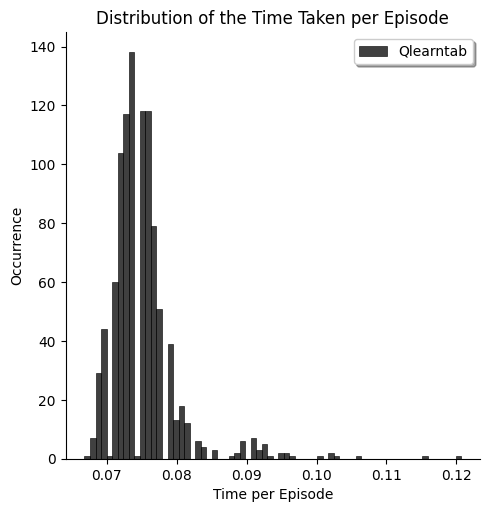 Distribution of the Time Taken per Episode
Qlearntab
140
120
100
80
60
40
20
0
Occurrence
0.07 0.08 0.09 0.10 0.11 0.12
Time per Episode